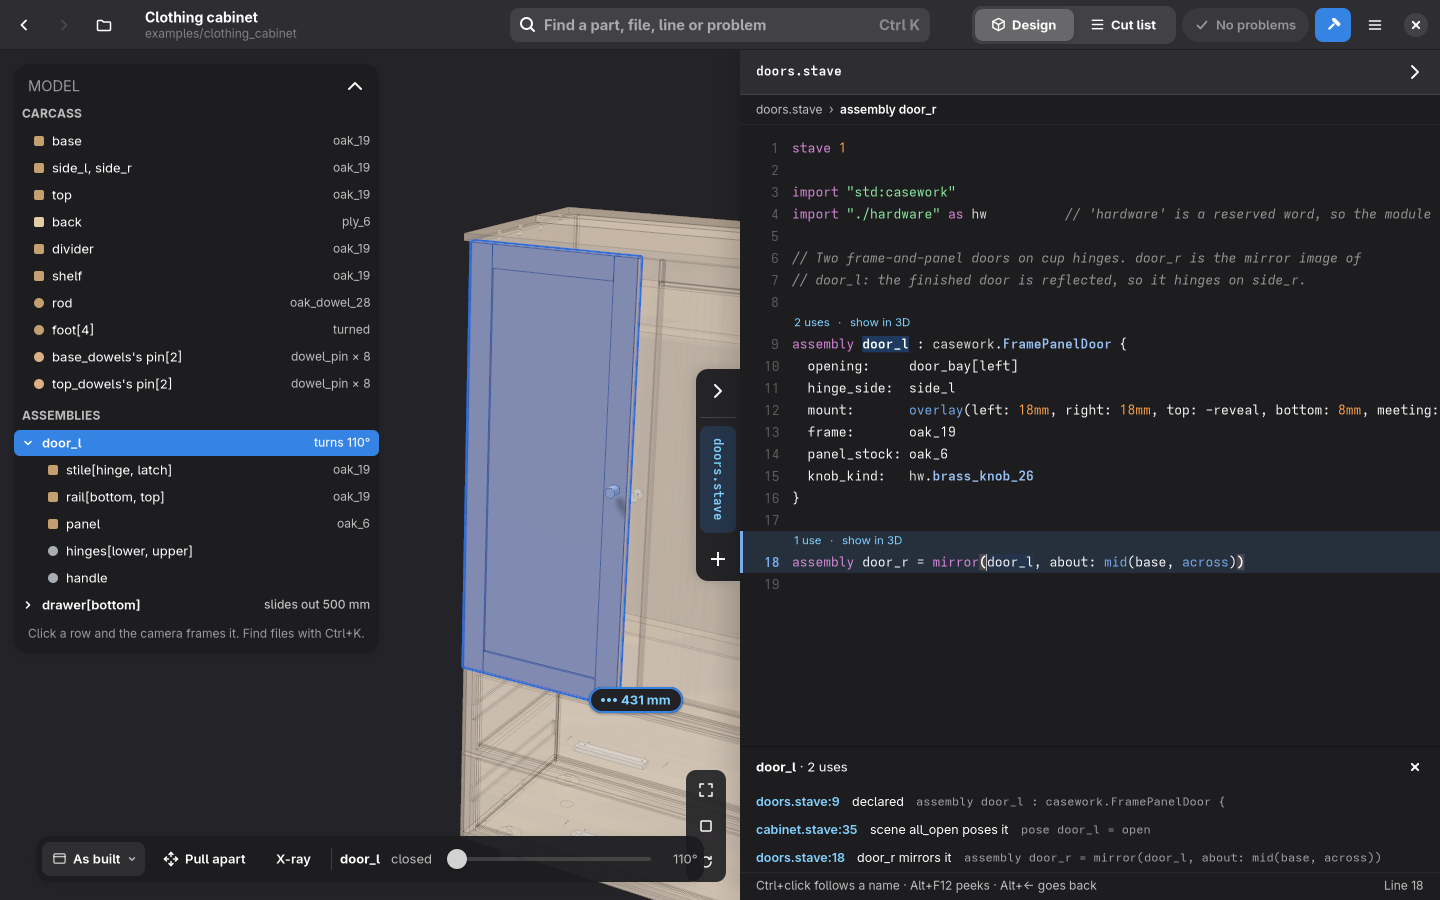 Clothing cabinet
examples/clothing_cabinet
Find a part, file, line or problem Ctrl K
Design
Cut list
No problems
MODEL
CARCASS
base oak_19
side_l, side_r oak_19
top oak_19
back ply_6
divider oak_19
shelf oak_19
rod oak_dowel_28
foot[4] turned
base_dowels's pin[2] dowel_pin × 8
top_dowels's pin[2] dowel_pin × 8
ASSEMBLIES
door_l turns 110°
stile[hinge, latch] oak_19
rail[bottom, top] oak_19
panel oak_6
hinges[lower, upper]
handle
drawer[bottom] slides out 500 mm
Click a row and the camera frames it. Find files with Ctrl+K.
••• 431 mm
As built
Pull apart
X-ray
door_l closed 110°
doors.stave
doors.stave
doors.stave › assembly door_r
1 stave 1
2
3 import "std:casework"
4 import "./hardware" as hw // 'hardware' is a reserved word, so the module
5
6 // Two frame-and-panel doors on cup hinges. door_r is the mirror image of
7 // door_l: the finished door is reflected, so it hinges on side_r.
8
2 uses · show in 3D
9 assembly door_l : casework.FramePanelDoor {
10 opening: door_bay[left]
11 hinge_side: side_l
12 mount: overlay(left: 18mm, right: 18mm, top: -reveal, bottom: 8mm, meeting:
13 frame: oak_19
14 panel_stock: oak_6
15 knob_kind: hw.brass_knob_26
16 }
17
1 use · show in 3D
18 assembly door_r = mirror(door_l, about: mid(base, across))
19
door_l · 2 uses
doors.stave:9 declared assembly door_l : casework.FramePanelDoor {
cabinet.stave:35 scene all_open poses it pose door_l = open
doors.stave:18 door_r mirrors it assembly door_r = mirror(door_l, about: mid(base, across))
Ctrl+click follows a name · Alt+F12 peeks · Alt+← goes back Line 18